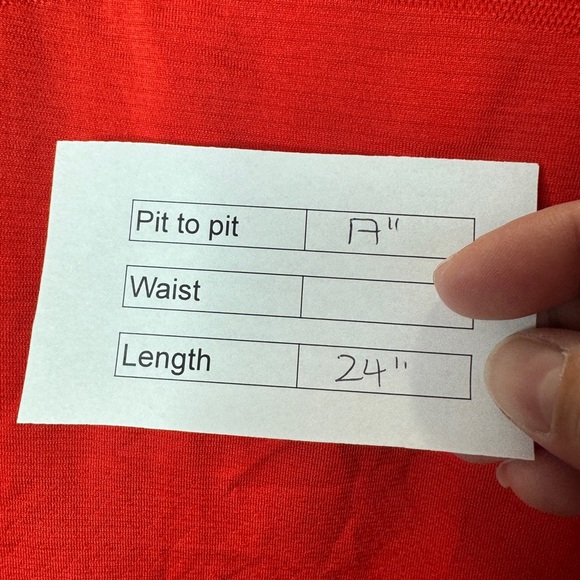 Pit to pit 17"
Waist
Length 24"